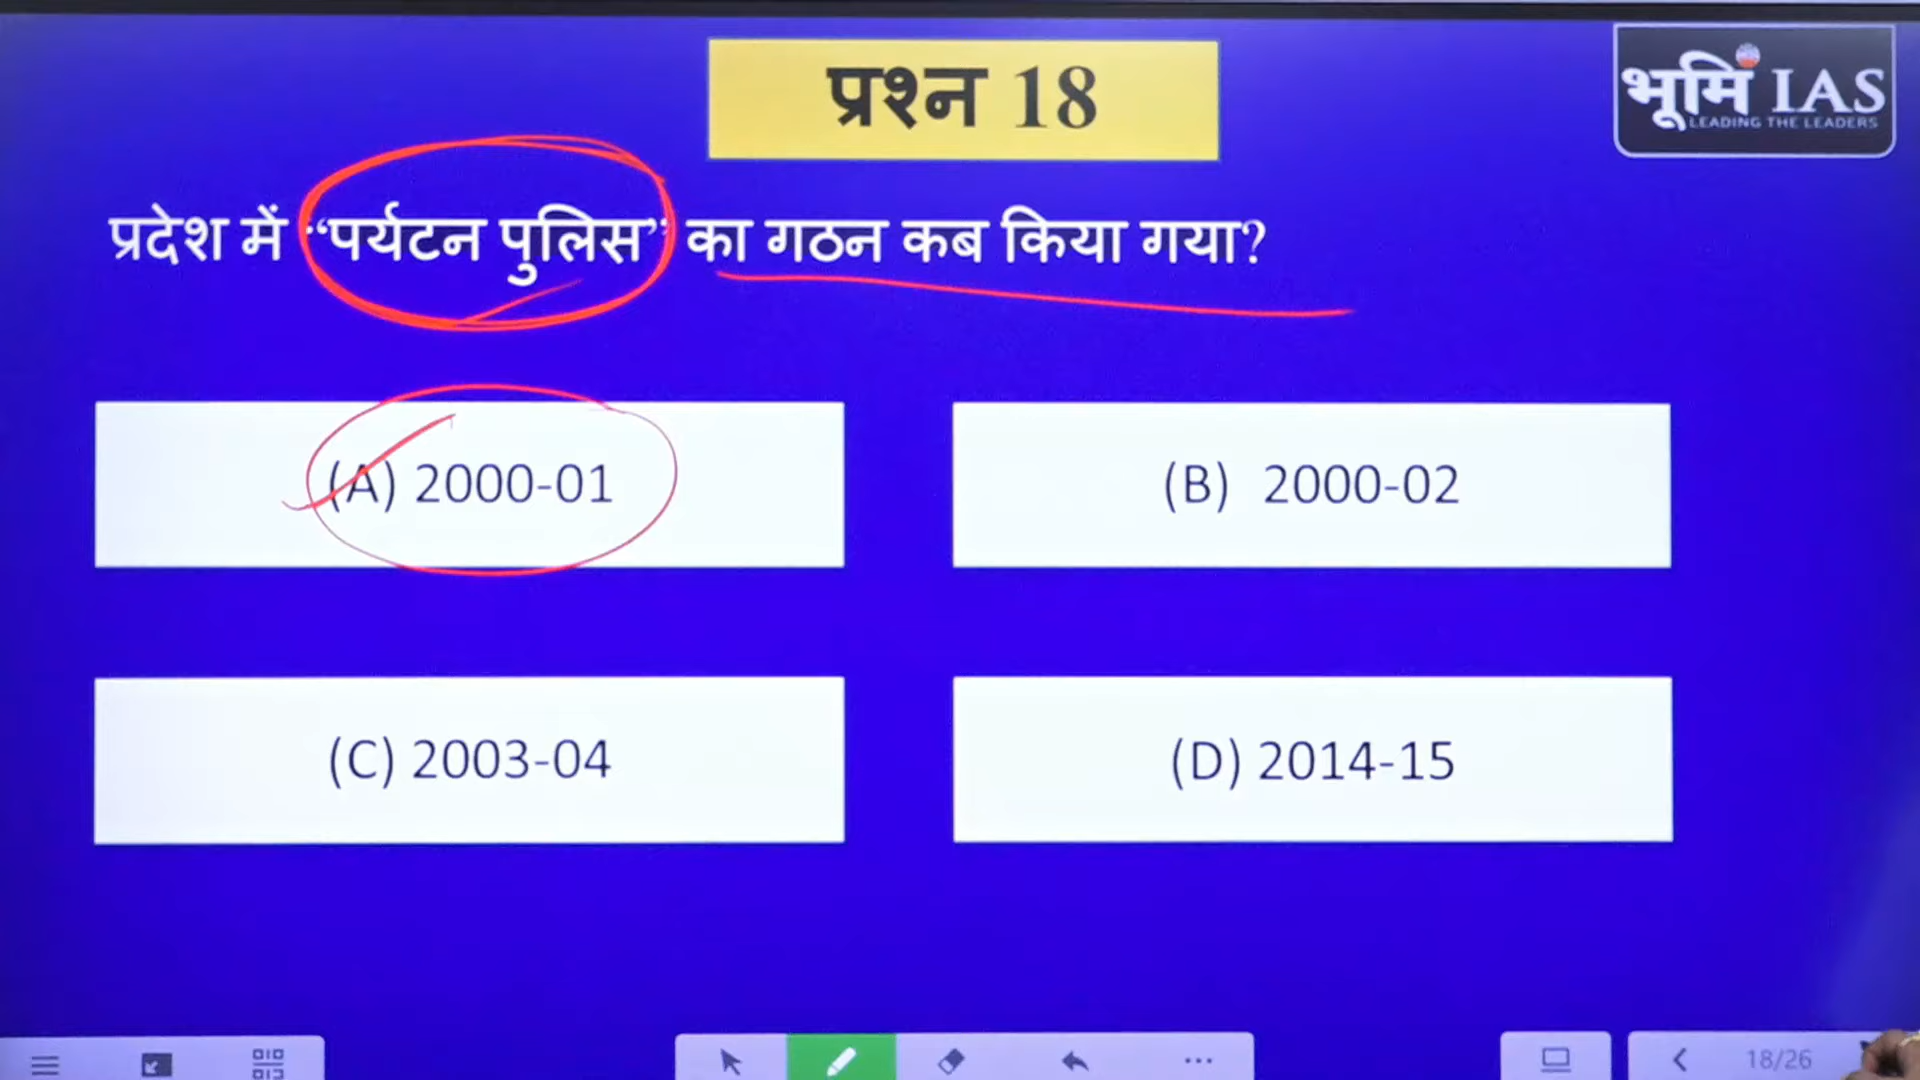 प्रश्न 18
भूमि IAS
LEADING THE LEADERS
प्रदेश में “पर्यटन पुलिस” का गठन कब किया गया?
(A) 2000-01
(B) 2000-02
(C) 2003-04
(D) 2014-15
18/26